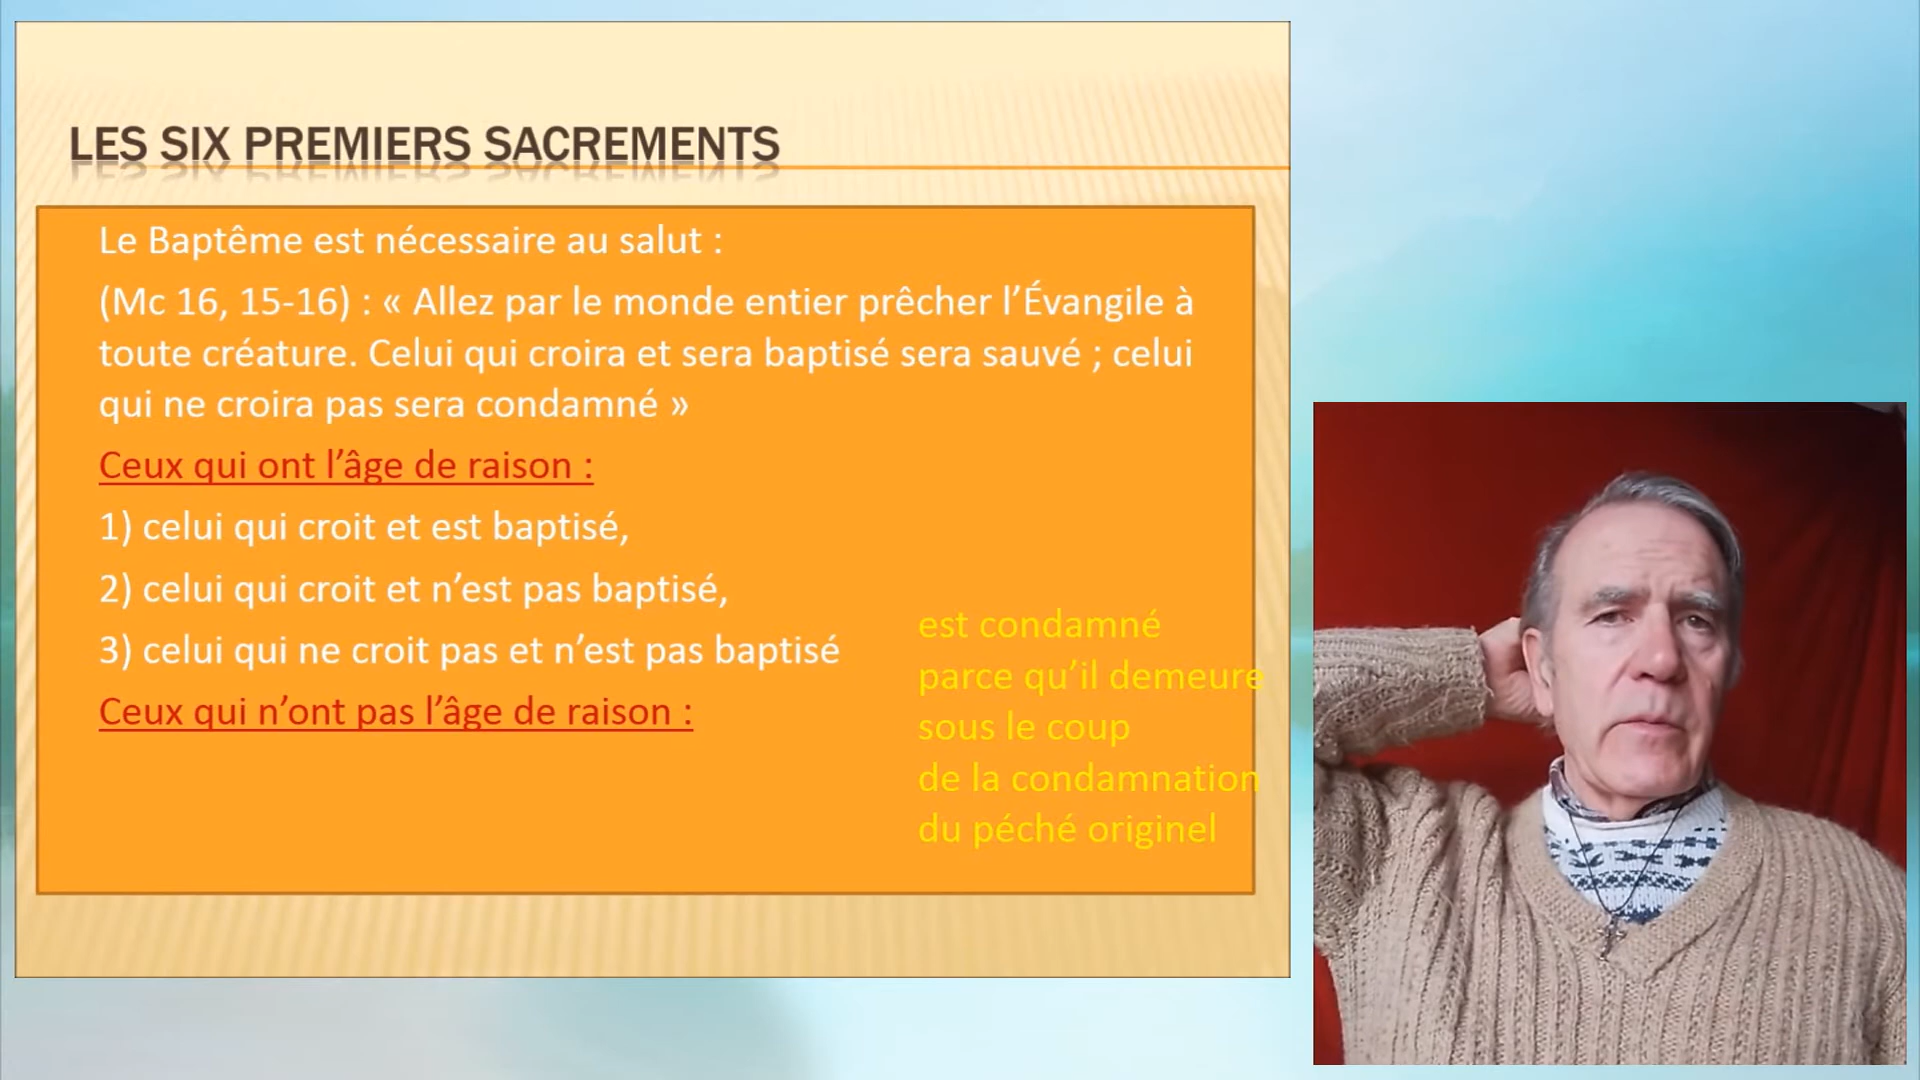 LES SIX PREMIERS SACREMENTS
Le Baptême est nécessaire au salut :
(Mc 16, 15-16) : « Allez par le monde entier prêcher l’Évangile à
toute créature. Celui qui croira et sera baptisé sera sauvé ; celui
qui ne croira pas sera condamné »
Ceux qui ont l’âge de raison :
1) celui qui croit et est baptisé,
2) celui qui croit et n’est pas baptisé,
3) celui qui ne croit pas et n’est pas baptisé
Ceux qui n’ont pas l’âge de raison :
est condamné
parce qu’il demeure
sous le coup
de la condamnation
du péché originel